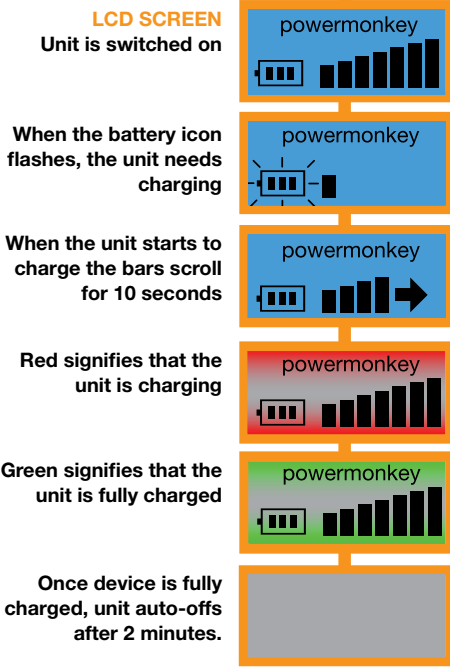 LCD SCREEN
Unit is switched on
powermonkey
When the battery icon
flashes, the unit needs
charging
powermonkey
When the unit starts to
charge the bars scroll
for 10 seconds
powermonkey
Red signifies that the
unit is charging
powermonkey
Green signifies that the
unit is fully charged
powermonkey
Once device is fully
charged, unit auto-offs
after 2 minutes.